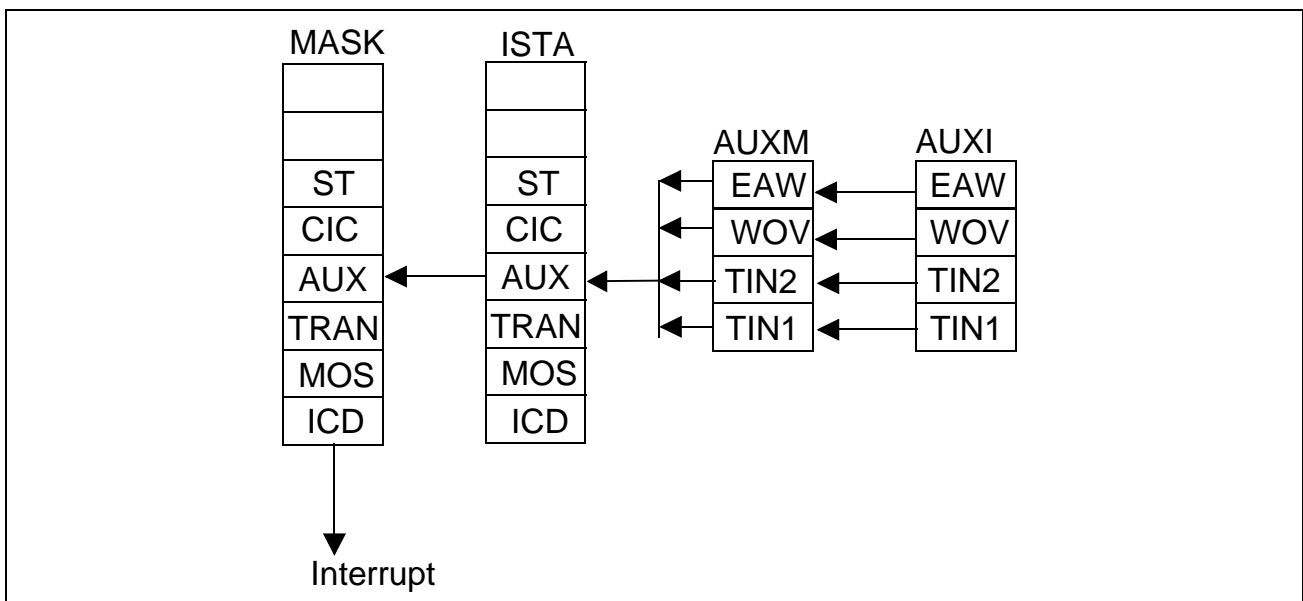 MASK
ISTA
ST
CIC
AUX
TRAN
MOS
ICD
ST
CIC
AUX
TRAN
MOS
ICD
AUXM
EAW
WOV
TIN2
TIN1
AUXI
EAW
WOV
TIN2
TIN1
Interrupt